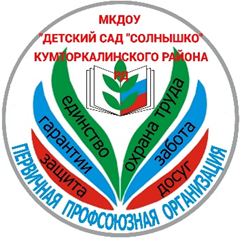 МКДОУ
"ДЕТСКИЙ САД "СОЛНЫШКО"
КУМТОРКАЛИНСКОГО РАЙОНА
РД
единство
гарантии
защита
охрана труда
забота
досуг
ПЕРВИЧНАЯ ПРОФСОЮЗНАЯ ОРГАНИЗАЦИЯ